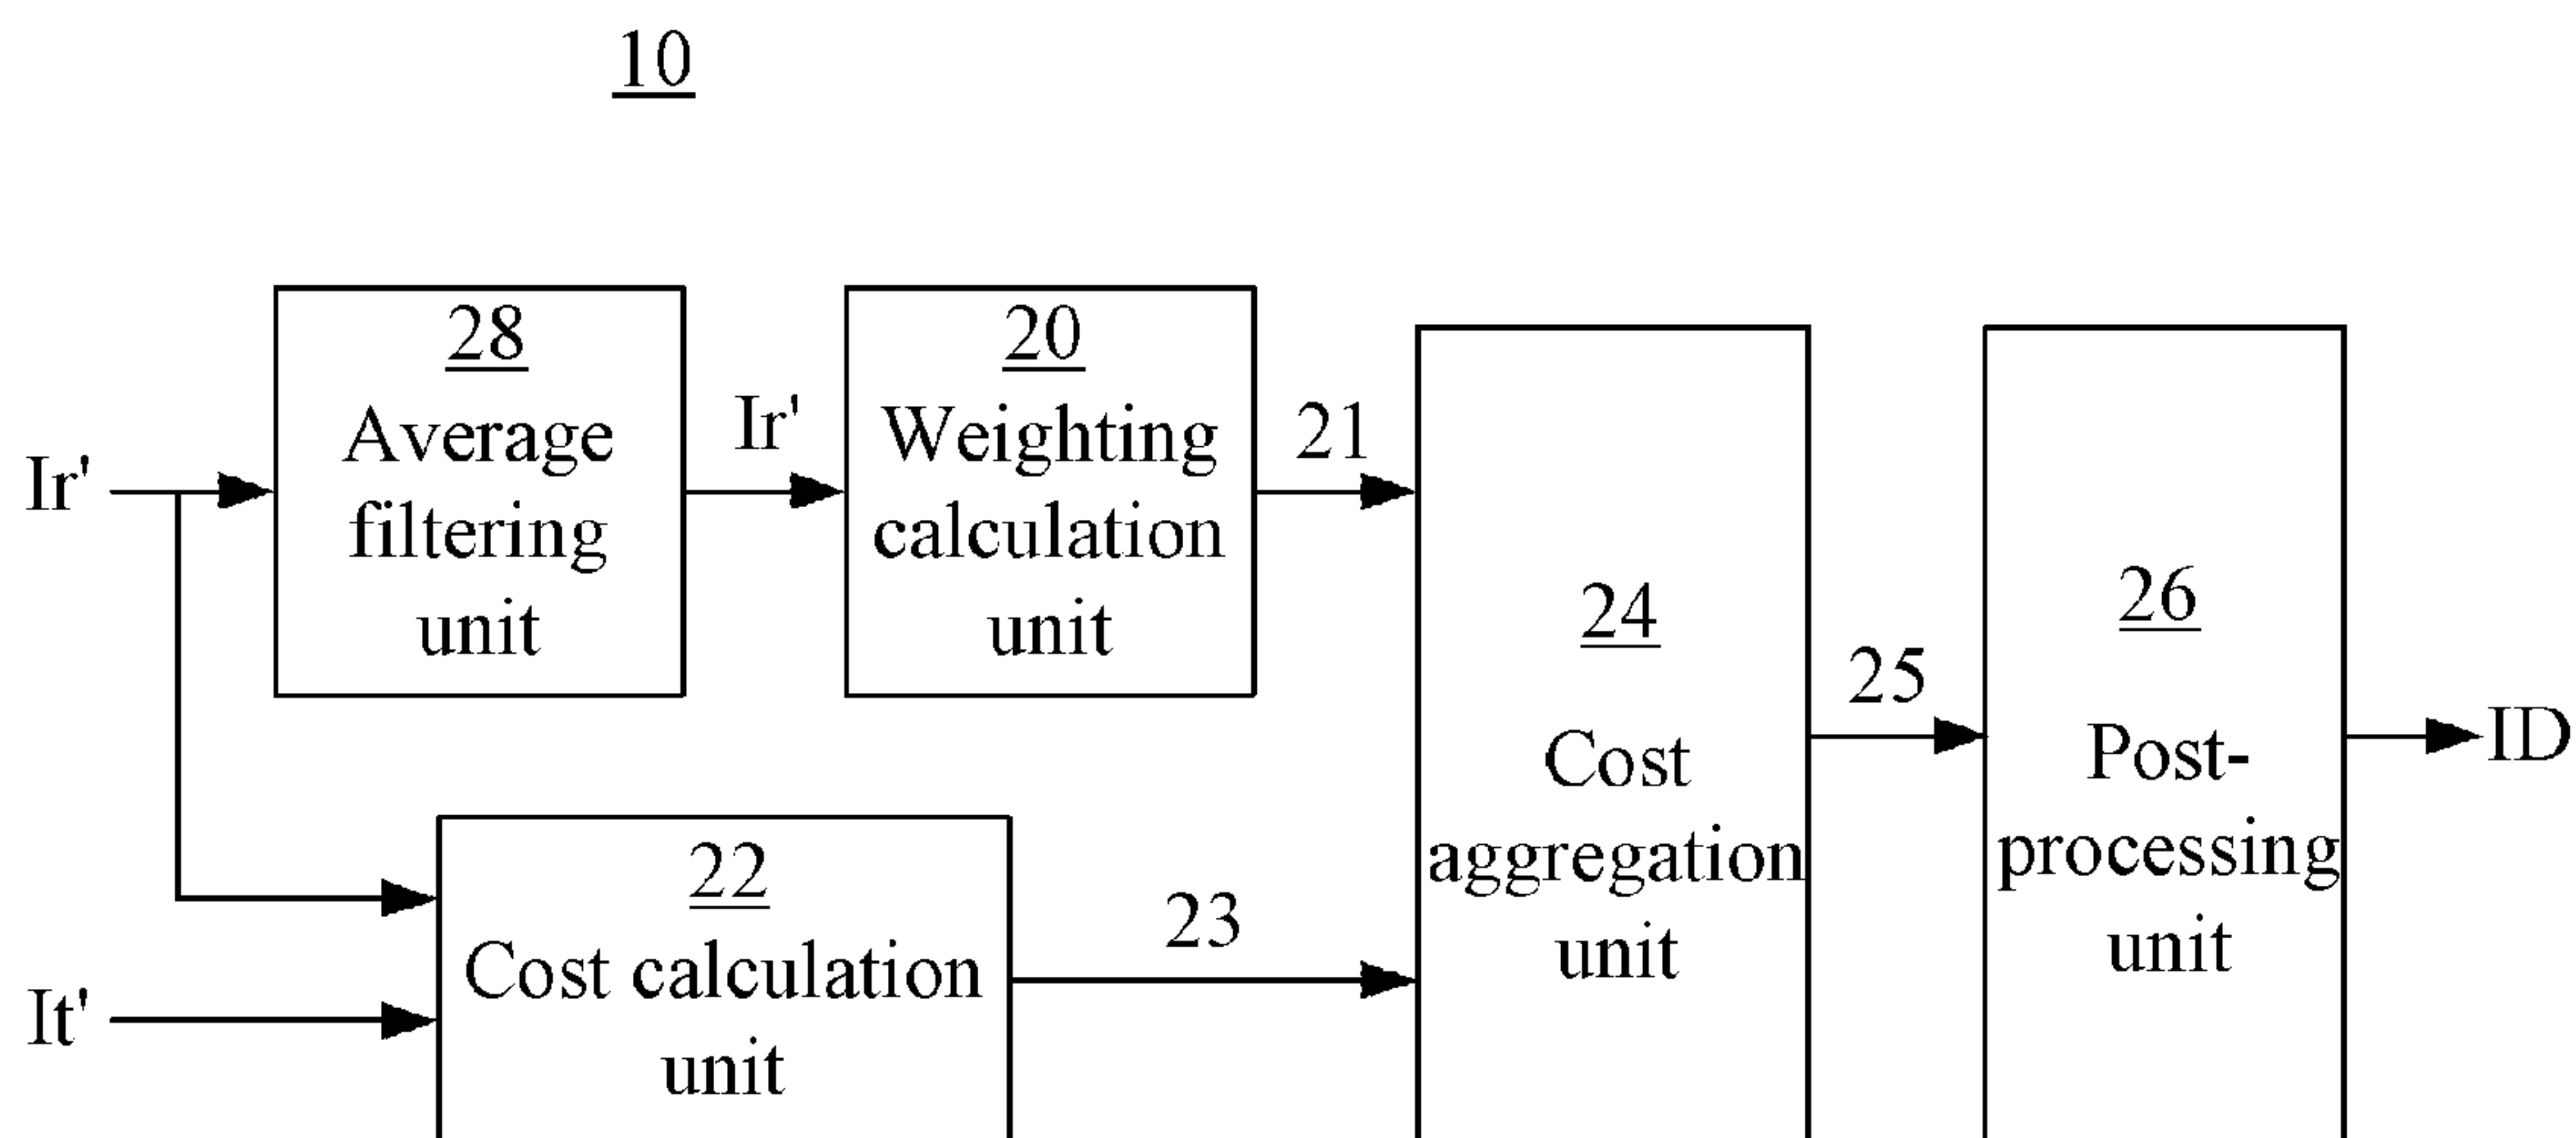 10
28
Average
filtering
unit
20
Weighting
calculation
unit
Ir'
Ir'
21
24
Cost
aggregation
unit
25
26
Post-
processing
unit
ID
22
Cost calculation
unit
23
It'